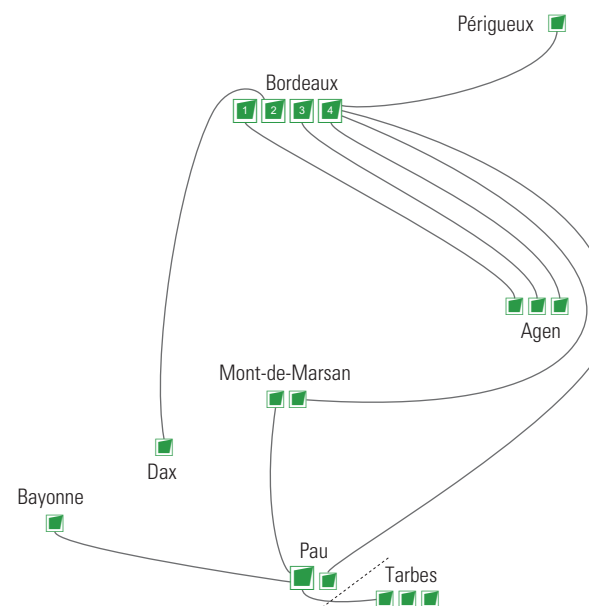 Périgueux
Bordeaux
1 2 3 4
Agen
Mont-de-Marsan
Dax
Bayonne
Pau
Tarbes